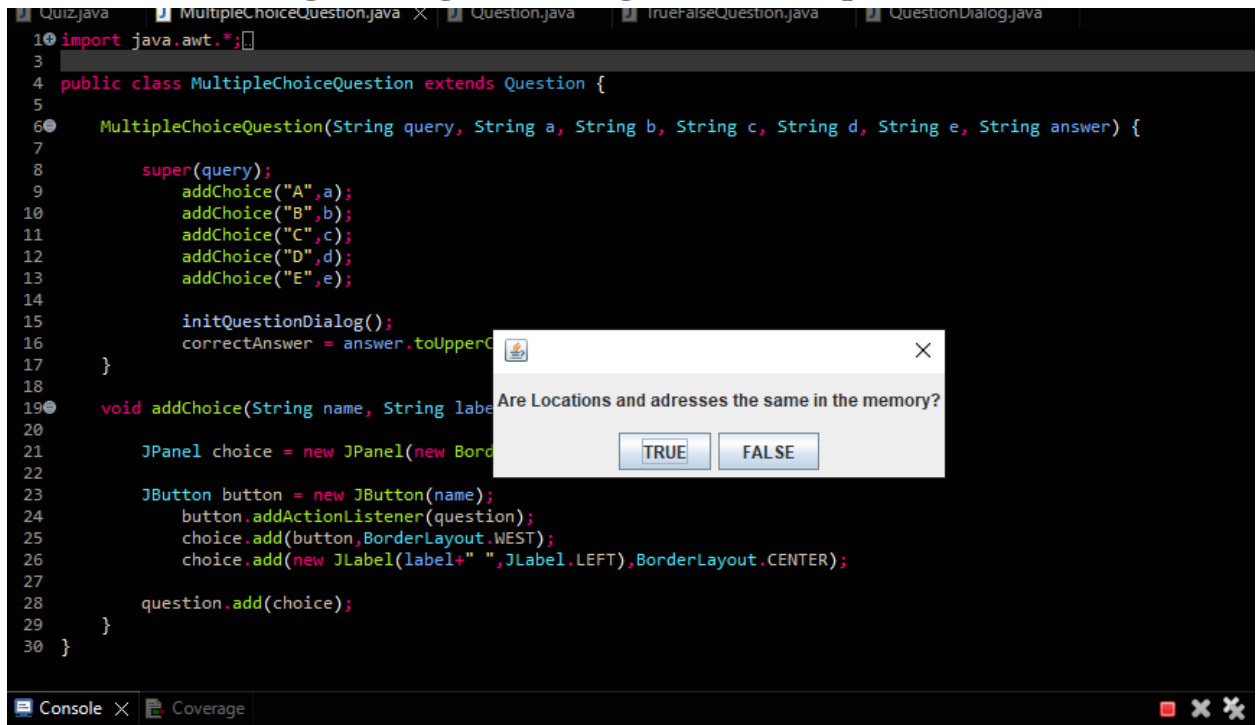 Quiz.java MultipleChoiceQuestion.java Question.java TrueFalseQuestion.java QuestionDialog.java
1 import java.awt.*;
3
4 public class MultipleChoiceQuestion extends Question {
5
6 MultipleChoiceQuestion(String query, String a, String b, String c, String d, String e, String answer) {
7
8 super(query);
9 addChoice("A",a);
10 addChoice("B",b);
11 addChoice("C",c);
12 addChoice("D",d);
13 addChoice("E",e);
14
15 initQuestionDialog();
16 correctAnswer = answer.toUpperC
17 }
18
19 void addChoice(String name, String labe
20
21 JPanel choice = new JPanel(new Bord
22
23 JButton button = new JButton(name);
24 button.addActionListener(question);
25 choice.add(button,BorderLayout.WEST);
26 choice.add(new JLabel(label+" ",JLabel.LEFT),BorderLayout.CENTER);
27
28 question.add(choice);
29 }
30 }
Are Locations and adresses the same in the memory?
TRUE FALSE
Console Coverage